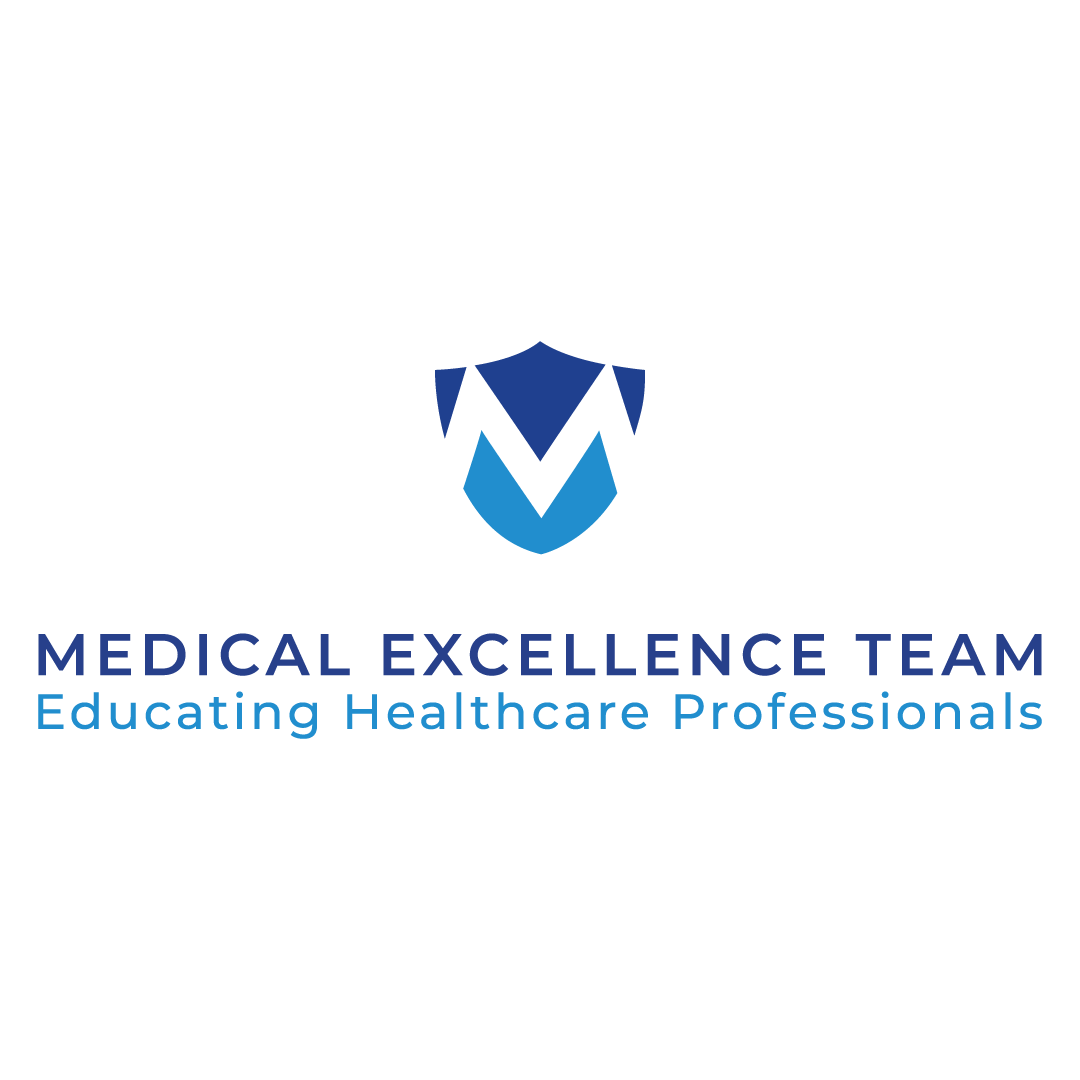 MEDICAL EXCELLENCE TEAM
Educating Healthcare Professionals